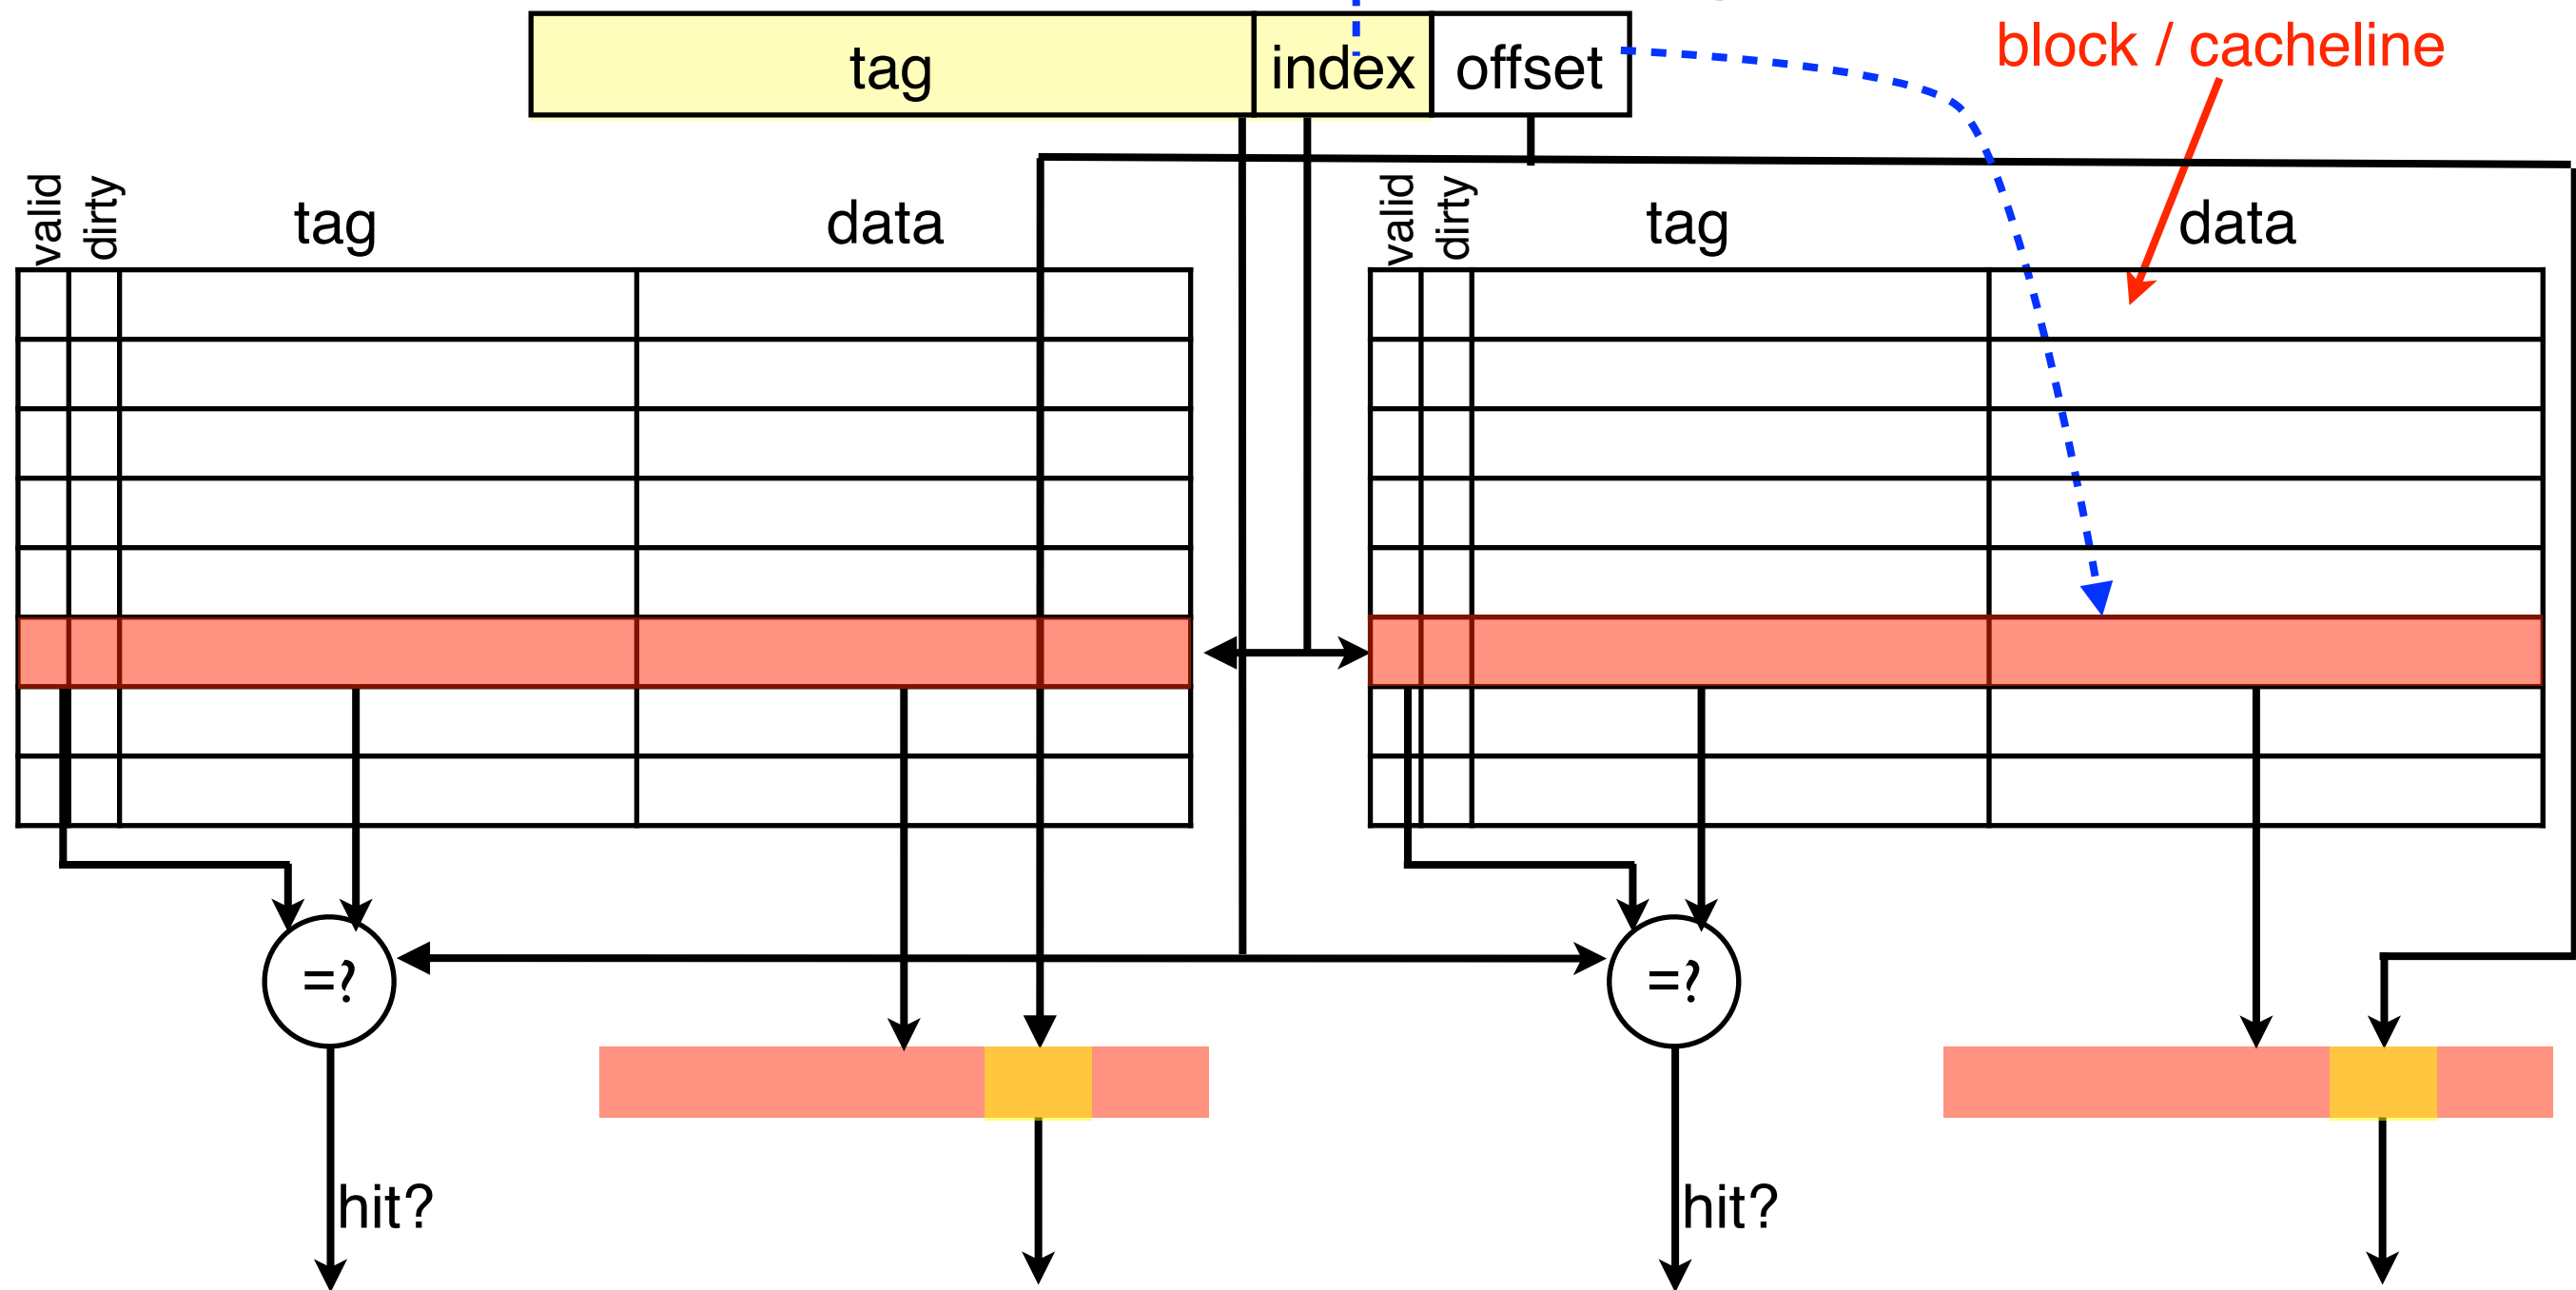 tag index offset
block / cacheline
valid dirty tag data
valid dirty tag data
=?
=?
hit?
hit?